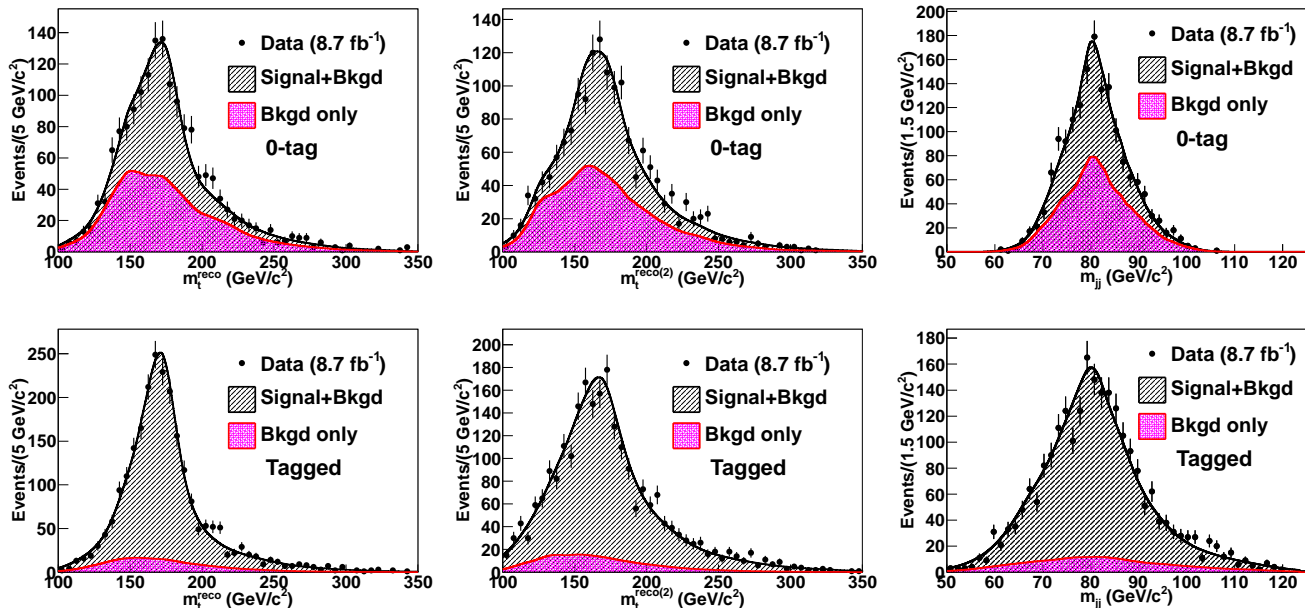 Events/(5 GeV/c²)
140
120
100
80
60
40
20
0
Data (8.7 fb⁻¹)
Signal+Bkgd
Bkgd only
0-tag
100 150 200 250 300 350
m_t^reco (GeV/c²)
Events/(5 GeV/c²)
140
120
100
80
60
40
20
0
Data (8.7 fb⁻¹)
Signal+Bkgd
Bkgd only
0-tag
100 150 200 250 300 350
m_t^reco(2) (GeV/c²)
Events/(1.5 GeV/c²)
200
180
160
140
120
100
80
60
40
20
0
Data (8.7 fb⁻¹)
Signal+Bkgd
Bkgd only
0-tag
50 60 70 80 90 100 110 120
m_jj (GeV/c²)
Events/(5 GeV/c²)
250
200
150
100
50
0
Data (8.7 fb⁻¹)
Signal+Bkgd
Bkgd only
Tagged
100 150 200 250 300 350
m_t^reco (GeV/c²)
Events/(5 GeV/c²)
200
180
160
140
120
100
80
60
40
20
0
Data (8.7 fb⁻¹)
Signal+Bkgd
Bkgd only
Tagged
100 150 200 250 300 350
m_t^reco(2) (GeV/c²)
Events/(1.5 GeV/c²)
180
160
140
120
100
80
60
40
20
0
Data (8.7 fb⁻¹)
Signal+Bkgd
Bkgd only
Tagged
50 60 70 80 90 100 110 120
m_jj (GeV/c²)